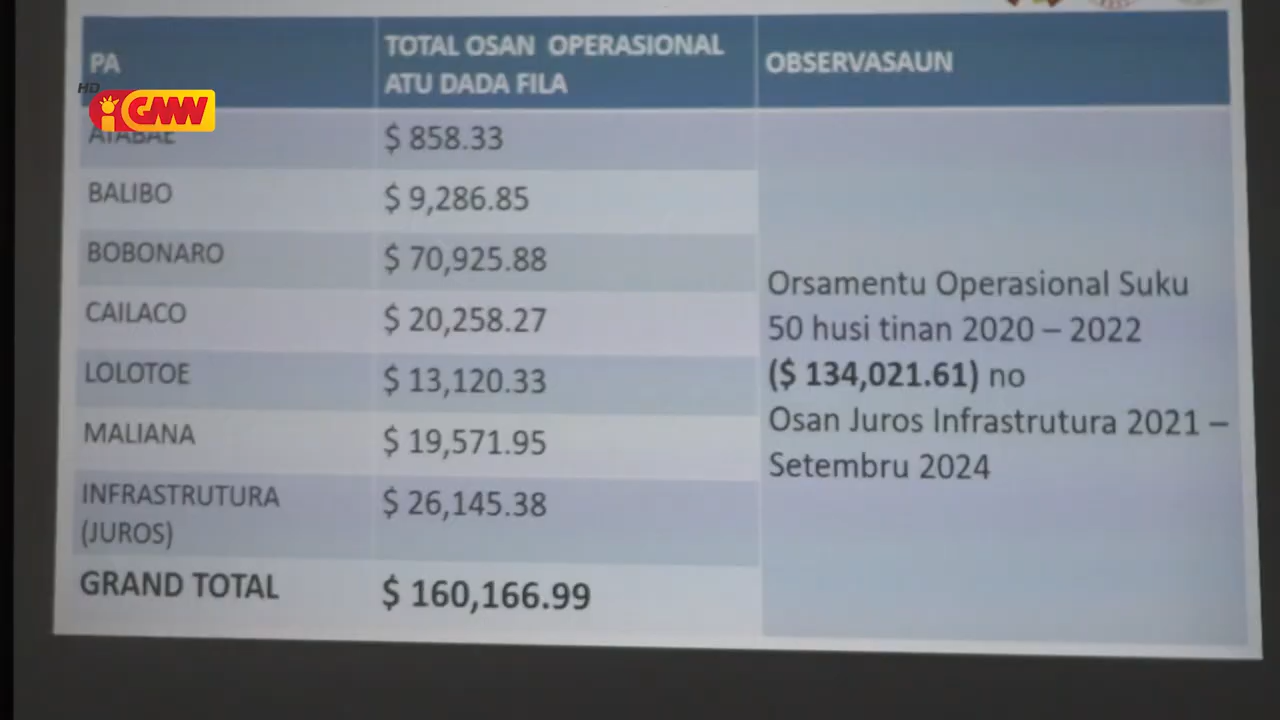 PA
TOTAL OSAN OPERASIONAL
ATU DADA FILA
OBSERVASAUN
HD
GMN
ATABAE
$ 858.33
BALIBO
$ 9,286.85
BOBONARO
$ 70,925.88
CAILACO
$ 20,258.27
LOLOTOE
$ 13,120.33
MALIANA
$ 19,571.95
INFRASTRUTURA
(JUROS)
$ 26,145.38
GRAND TOTAL
$ 160,166.99
Orsamentu Operasional Suku
50 husi tinan 2020 – 2022
($ 134,021.61) no
Osan Juros Infrastrutura 2021 –
Setembru 2024